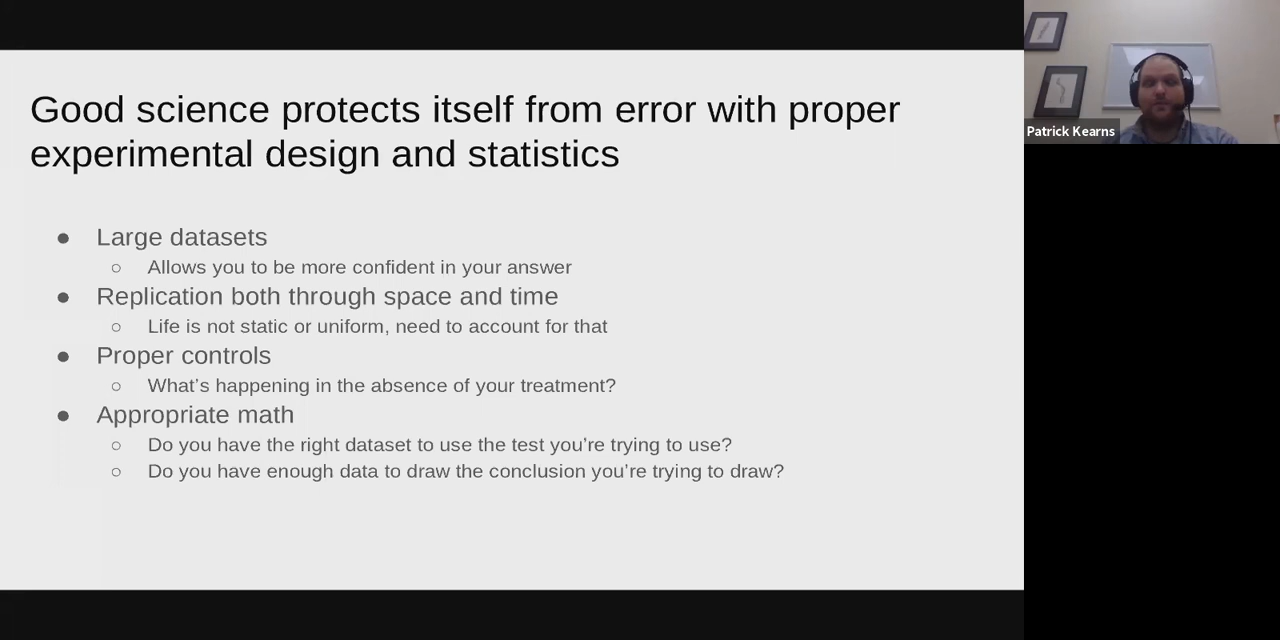 Good science protects itself from error with proper
experimental design and statistics
● Large datasets
○ Allows you to be more confident in your answer
● Replication both through space and time
○ Life is not static or uniform, need to account for that
● Proper controls
○ What's happening in the absence of your treatment?
● Appropriate math
○ Do you have the right dataset to use the test you're trying to use?
○ Do you have enough data to draw the conclusion you're trying to draw?
Patrick Kearns